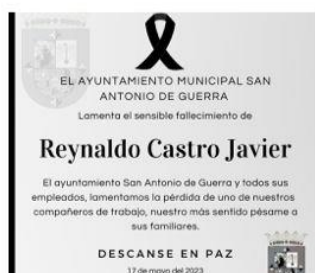 EL AYUNTAMIENTO MUNICIPAL SAN
ANTONIO DE GUERRA
Lamenta el sensible fallecimiento de
Reynaldo Castro Javier
El ayuntamiento San Antonio de Guerra y todos sus
empleados, lamentamos la pérdida de uno de nuestros
compañeros de trabajo, nuestro más sentido pésame a
sus familiares.
DESCANSE EN PAZ
17 de mayo del 2023